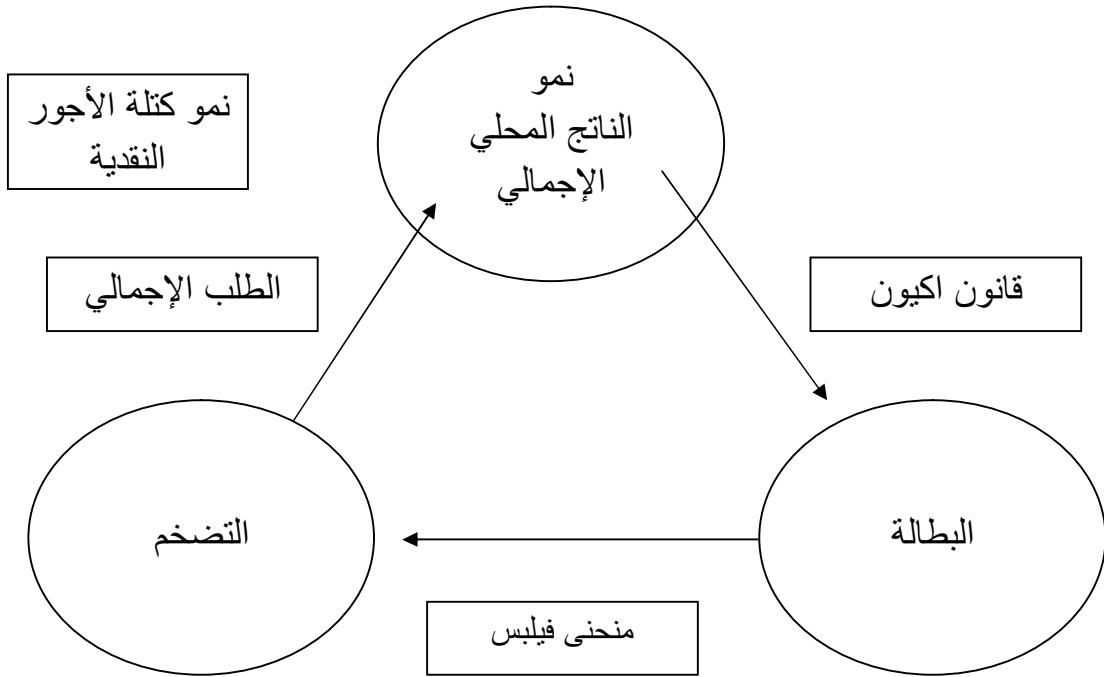 نمو
الناتج المحلي
الإجمالي
نمو كتلة الأجور
النقدية
الطلب الإجمالي
قانون اكيون
التضخم
البطالة
منحنى فيلبس